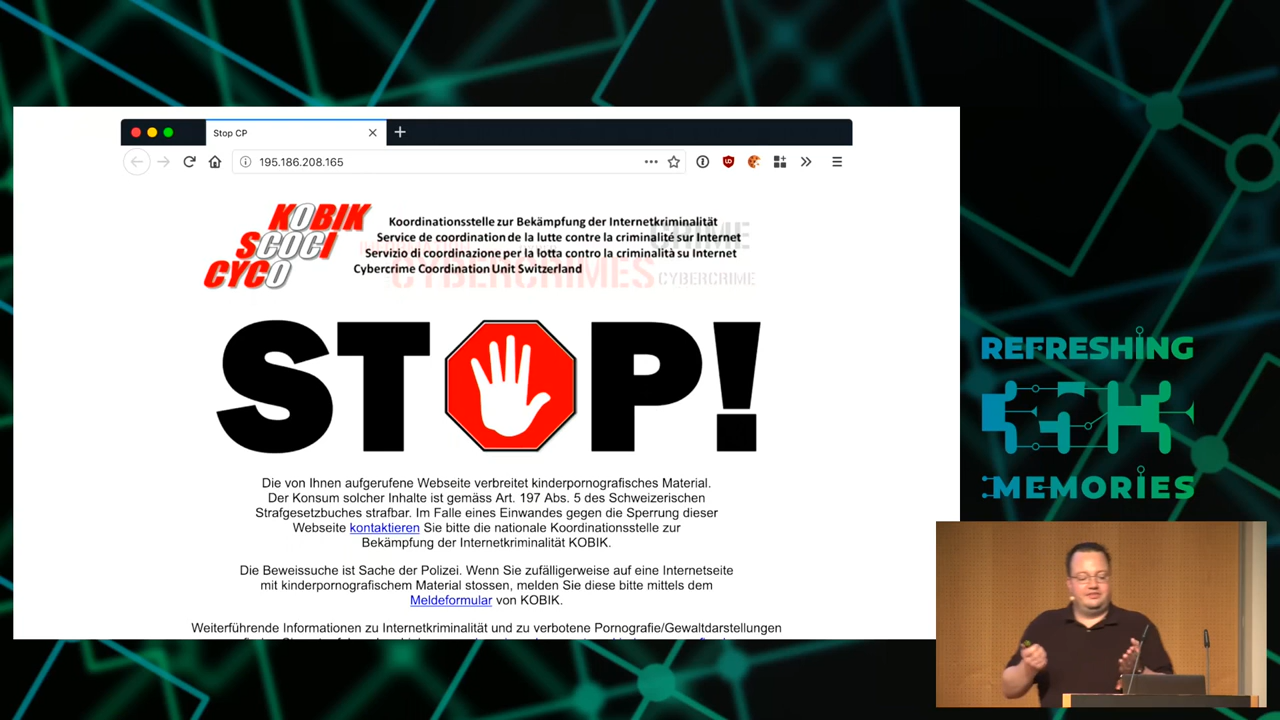 Stop CP
195.186.208.165
KOBIK
SCOCI
CYCO
Koordinationsstelle zur Bekämpfung der Internetkriminalität
Service de coordination de la lutte contre la criminalité sur Internet
Servizio di coordinazione per la lotta contro la criminalità su Internet
Cybercrime Coordination Unit Switzerland
CRIME
CYBERCRIMES
CYBERCRIME
STOP!
Die von Ihnen aufgerufene Webseite verbreitet kinderpornografisches Material.
Der Konsum solcher Inhalte ist gemäss Art. 197 Abs. 5 des Schweizerischen
Strafgesetzbuches strafbar. Im Falle eines Einwandes gegen die Sperrung dieser
Webseite kontaktieren Sie bitte die nationale Koordinationsstelle zur
Bekämpfung der Internetkriminalität KOBIK.
Die Beweissuche ist Sache der Polizei. Wenn Sie zufälligerweise auf eine Internetseite
mit kinderpornografischem Material stossen, melden Sie diese bitte mittels dem
Meldeformular von KOBIK.
Weiterführende Informationen zu Internetkriminalität und zu verbotene Pornografie/Gewaltdarstellungen
REFRESHING
MEMORIES